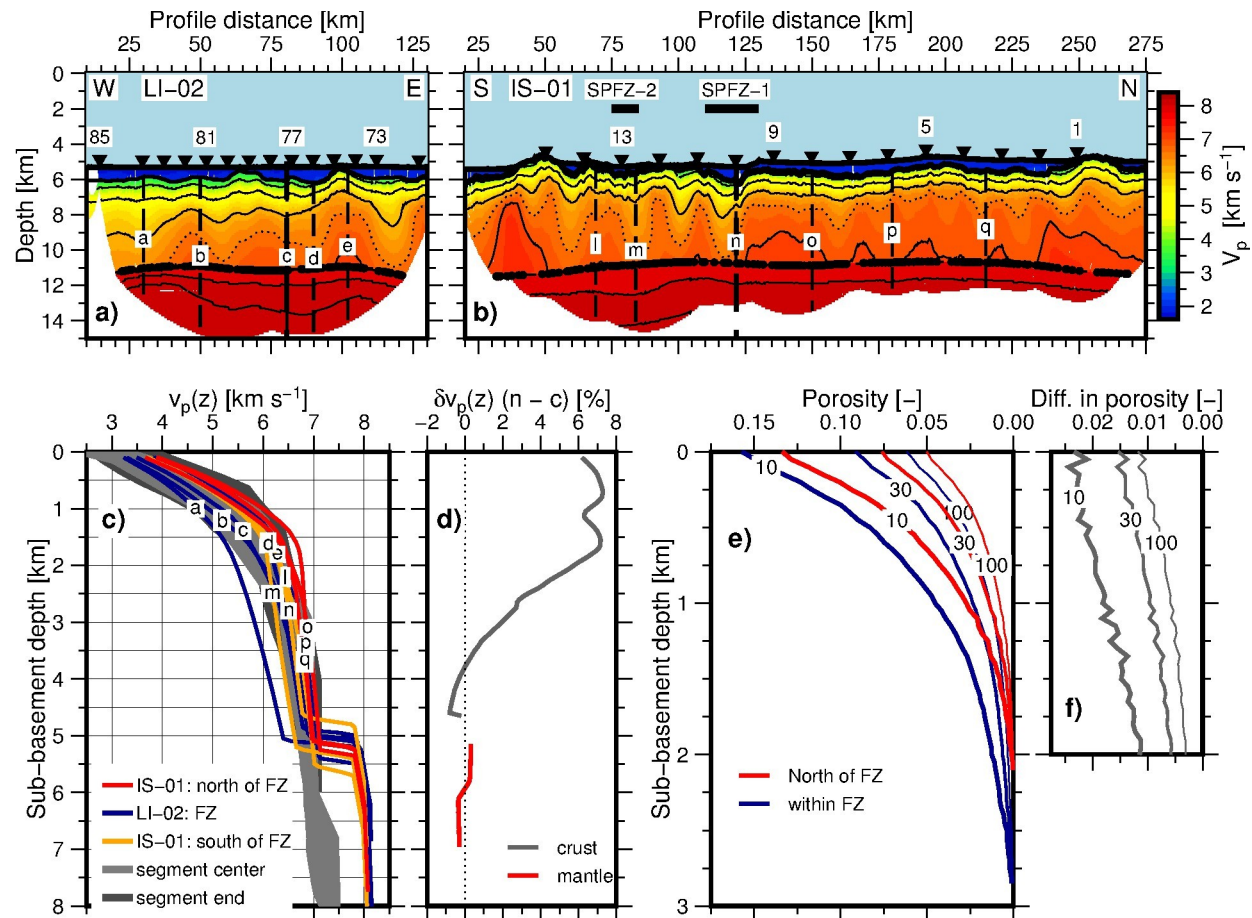 Profile distance [km]
25 50 75 100 125
Profile distance [km]
25 50 75 100 125 150 175 200 225 250 275
Depth [km]
0
2
4
6
8
10
12
14
W LI-02 E
85 81 77 73
a b c d e
a)
S IS-01 SPFZ-2 SPFZ-1 N
13 9 5 1
l m n o p q
b)
8
7
6
5
4
3
2
Vp [km s⁻¹]
vp(z) [km s⁻¹]
3 4 5 6 7 8
Sub-basement depth [km]
0
1
2
3
4
5
6
7
8
c)
a b c d e
l m n
o p q
IS-01: north of FZ
LI-02: FZ
IS-01: south of FZ
segment center
segment end
δvp(z) (n - c) [%]
-2 0 2 4 6 8
d)
crust
mantle
Porosity [-]
0.15 0.10 0.05 0.00
Sub-basement depth [km]
0
1
2
3
10 30 100
10 30 100
e)
North of FZ
within FZ
Diff. in porosity [-]
0.02 0.01 0.00
10 30 100
f)